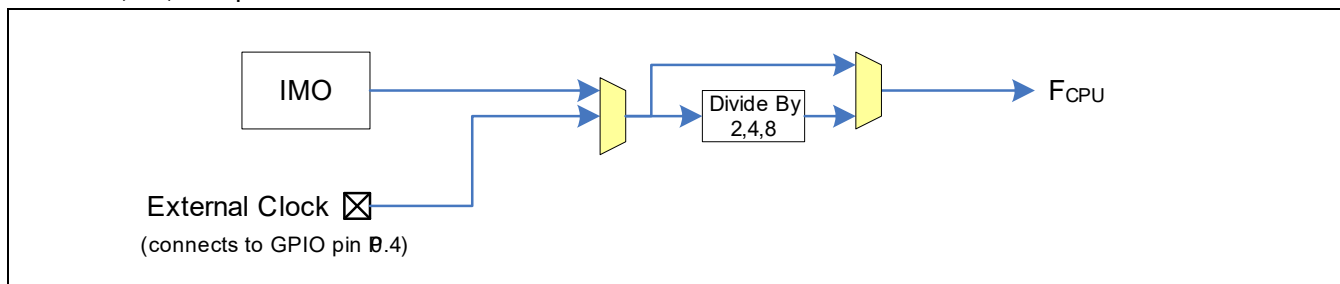 IMO
Divide By
2,4,8
FCPU
External Clock
(connects to GPIO pin P0.4)